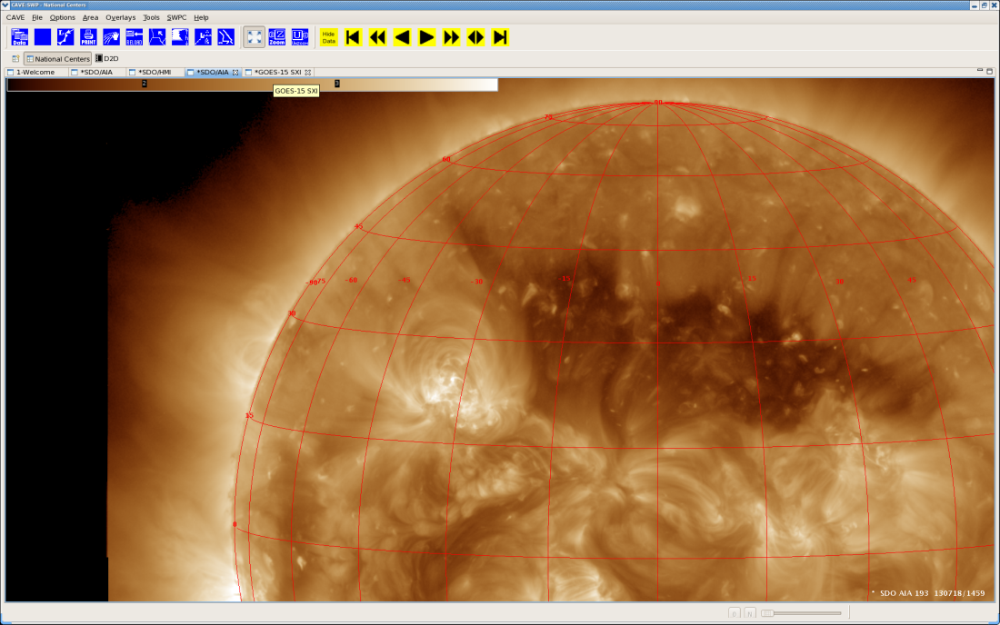 CAVE:SWP - National Centers
CAVE File Options Area Overlays Tools SWPC Help
Data PRINT RELOAD Zoom Unzoom Hide Data
National Centers D2D
1-Welcome *SDO/AIA *SDO/HMI *SDO/AIA *GOES-15 SXI
2 3
GOES-15 SXI
90
75
60
45
-90 75 -60 -45 -30 -15 0 15 30 45
30
15
0
* SDO AIA 193 130718/1459